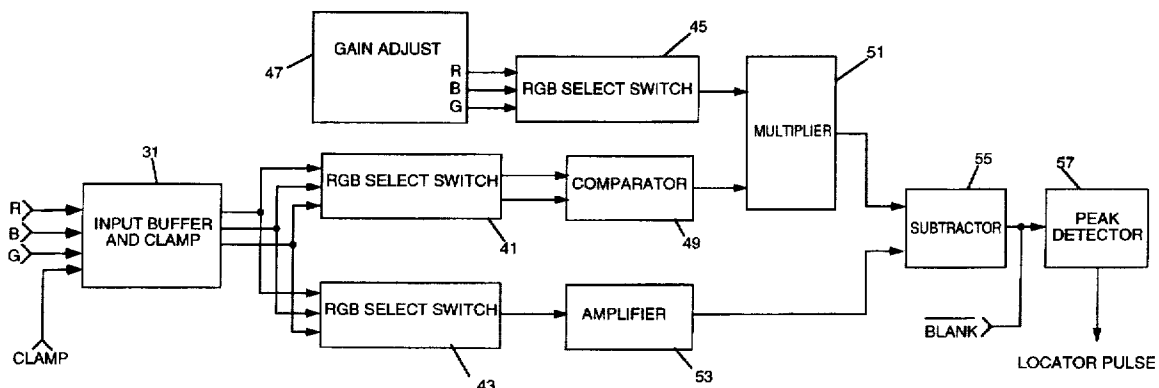 47
GAIN ADJUST
R
B
G
45
RGB SELECT SWITCH
51
MULTIPLIER
31
R
B
G
INPUT BUFFER
AND CLAMP
CLAMP
RGB SELECT SWITCH
41
COMPARATOR
49
55
SUBTRACTOR
57
PEAK
DETECTOR
RGB SELECT SWITCH
43
AMPLIFIER
53
BLANK
LOCATOR PULSE